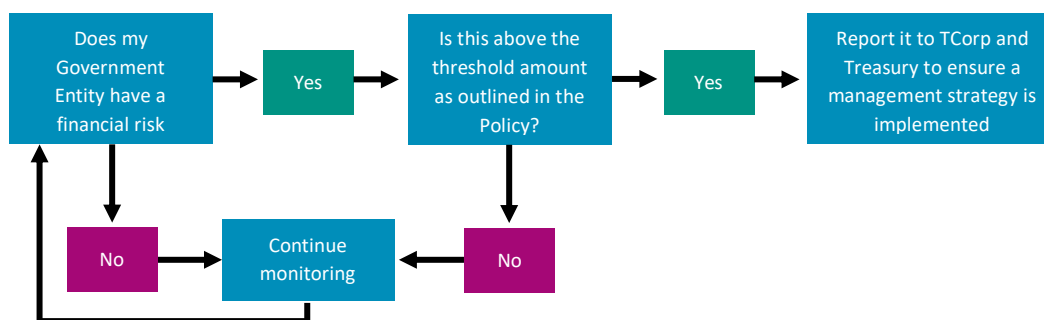 Does my
Government
Entity have a
financial risk
Yes
Is this above the
threshold amount
as outlined in the
Policy?
Yes
Report it to TCorp and
Treasury to ensure a
management strategy is
implemented
No
Continue
monitoring
No